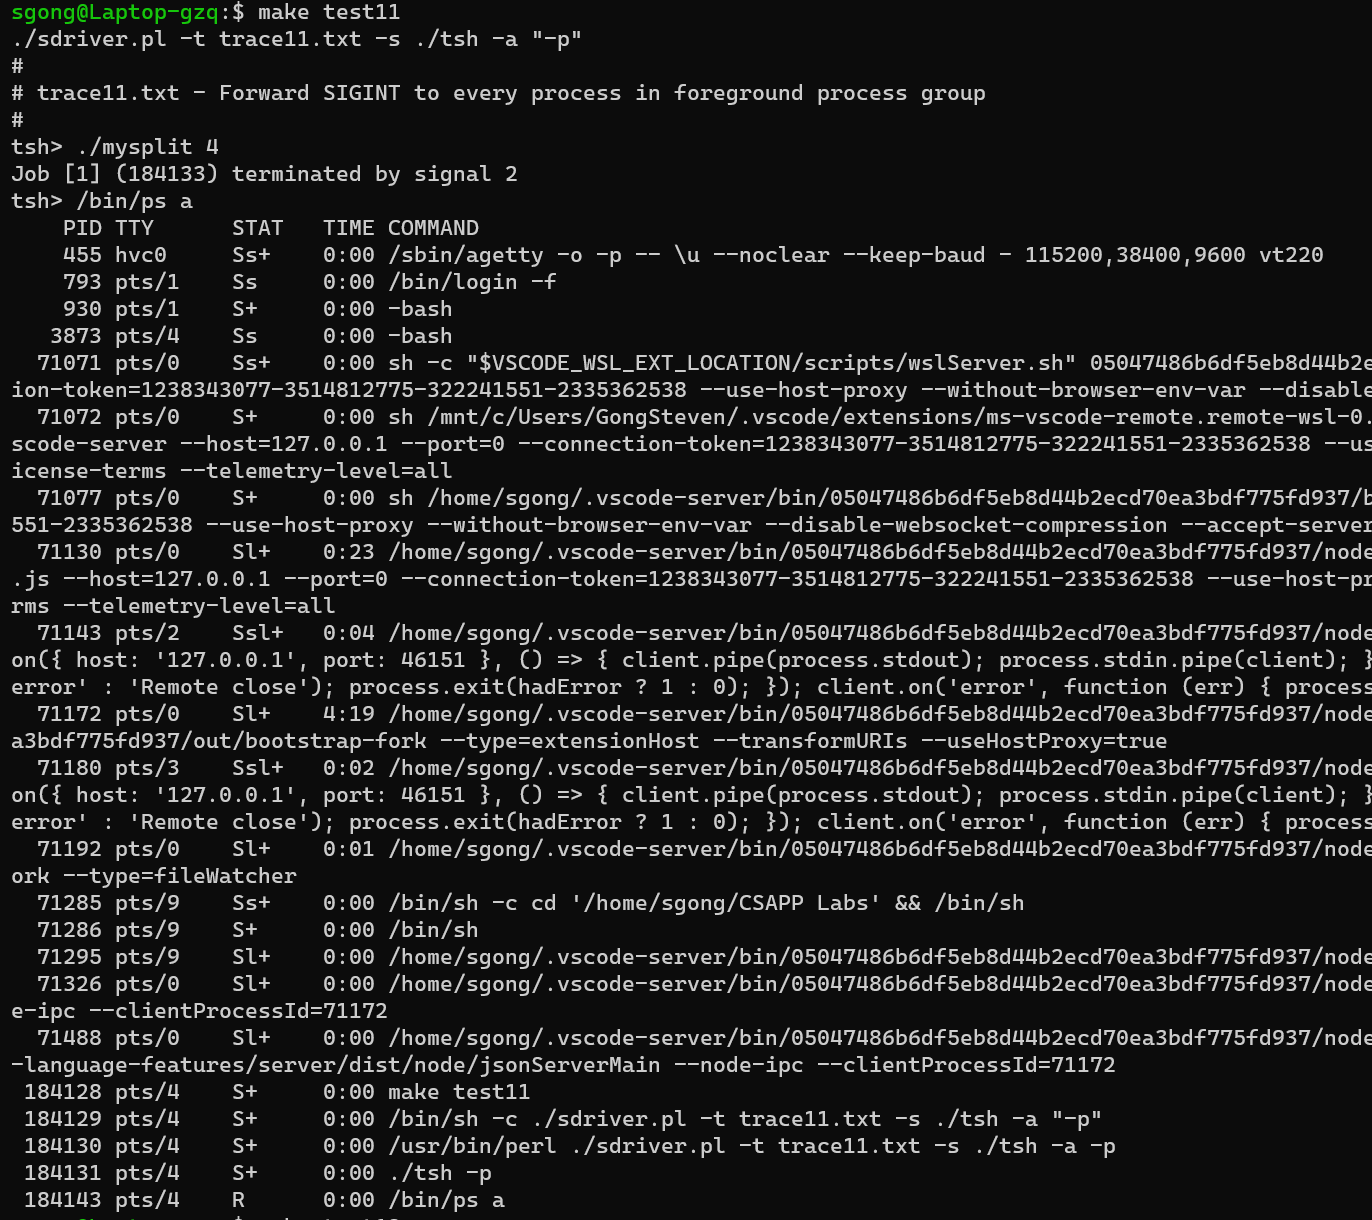 sgong@Laptop-gzq:$ make test11
./sdriver.pl -t trace11.txt -s ./tsh -a "-p"
#
# trace11.txt - Forward SIGINT to every process in foreground process group
#
tsh> ./mysplit 4
Job [1] (184133) terminated by signal 2
tsh> /bin/ps a
PID TTY STAT TIME COMMAND
455 hvc0 Ss+ 0:00 /sbin/agetty -o -p -- \u --noclear --keep-baud - 115200,38400,9600 vt220
793 pts/1 Ss 0:00 /bin/login -f
930 pts/1 S+ 0:00 -bash
3873 pts/4 Ss 0:00 -bash
71071 pts/0 Ss+ 0:00 sh -c "$VSCODE_WSL_EXT_LOCATION/scripts/wslServer.sh" 05047486b6df5eb8d44b2e
ion-token=1238343077-3514812775-322241551-2335362538 --use-host-proxy --without-browser-env-var --disable
71072 pts/0 S+ 0:00 sh /mnt/c/Users/GongSteven/.vscode/extensions/ms-vscode-remote.remote-wsl-0.
scode-server --host=127.0.0.1 --port=0 --connection-token=1238343077-3514812775-322241551-2335362538 --us
icense-terms --telemetry-level=all
71077 pts/0 S+ 0:00 sh /home/sgong/.vscode-server/bin/05047486b6df5eb8d44b2ecd70ea3bdf775fd937/b
551-2335362538 --use-host-proxy --without-browser-env-var --disable-websocket-compression --accept-server
71130 pts/0 Sl+ 0:23 /home/sgong/.vscode-server/bin/05047486b6df5eb8d44b2ecd70ea3bdf775fd937/node
.js --host=127.0.0.1 --port=0 --connection-token=1238343077-3514812775-322241551-2335362538 --use-host-pr
rms --telemetry-level=all
71143 pts/2 Ssl+ 0:04 /home/sgong/.vscode-server/bin/05047486b6df5eb8d44b2ecd70ea3bdf775fd937/node
on({ host: '127.0.0.1', port: 46151 }, () => { client.pipe(process.stdout); process.stdin.pipe(client); }
error' : 'Remote close'); process.exit(hadError ? 1 : 0); }); client.on('error', function (err) { process
71172 pts/0 Sl+ 4:19 /home/sgong/.vscode-server/bin/05047486b6df5eb8d44b2ecd70ea3bdf775fd937/node
a3bdf775fd937/out/bootstrap-fork --type=extensionHost --transformURIs --useHostProxy=true
71180 pts/3 Ssl+ 0:02 /home/sgong/.vscode-server/bin/05047486b6df5eb8d44b2ecd70ea3bdf775fd937/node
on({ host: '127.0.0.1', port: 46151 }, () => { client.pipe(process.stdout); process.stdin.pipe(client); }
error' : 'Remote close'); process.exit(hadError ? 1 : 0); }); client.on('error', function (err) { process
71192 pts/0 Sl+ 0:01 /home/sgong/.vscode-server/bin/05047486b6df5eb8d44b2ecd70ea3bdf775fd937/node
ork --type=fileWatcher
71285 pts/9 Ss+ 0:00 /bin/sh -c cd '/home/sgong/CSAPP Labs' && /bin/sh
71286 pts/9 S+ 0:00 /bin/sh
71295 pts/9 Sl+ 0:00 /home/sgong/.vscode-server/bin/05047486b6df5eb8d44b2ecd70ea3bdf775fd937/node
71326 pts/0 Sl+ 0:00 /home/sgong/.vscode-server/bin/05047486b6df5eb8d44b2ecd70ea3bdf775fd937/node
e-ipc --clientProcessId=71172
71488 pts/0 Sl+ 0:00 /home/sgong/.vscode-server/bin/05047486b6df5eb8d44b2ecd70ea3bdf775fd937/node
-language-features/server/dist/node/jsonServerMain --node-ipc --clientProcessId=71172
184128 pts/4 S+ 0:00 make test11
184129 pts/4 S+ 0:00 /bin/sh -c ./sdriver.pl -t trace11.txt -s ./tsh -a "-p"
184130 pts/4 S+ 0:00 /usr/bin/perl ./sdriver.pl -t trace11.txt -s ./tsh -a -p
184131 pts/4 S+ 0:00 ./tsh -p
184143 pts/4 R 0:00 /bin/ps a